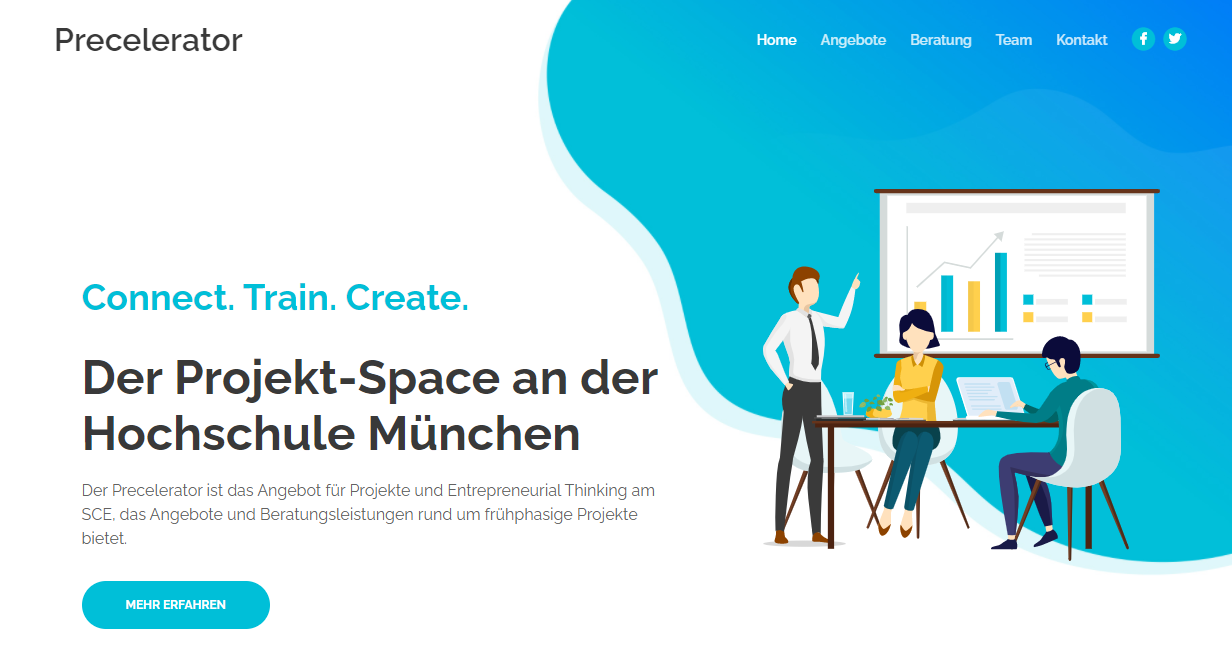 Precelerator
Home Angebote Beratung Team Kontakt
Connect. Train. Create.
Der Projekt-Space an der
Hochschule München
Der Precelerator ist das Angebot für Projekte und Entrepreneurial Thinking am
SCE, das Angebote und Beratungsleistungen rund um frühphasige Projekte
bietet.
MEHR ERFAHREN